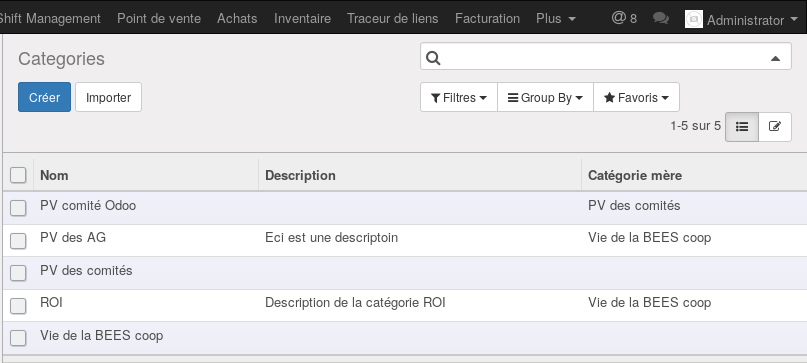 Shift Management Point de vente Achats Inventaire Traceur de liens Facturation Plus @ 8 Administrator
Categories
Créer Importer Filtres Group By Favoris
1-5 sur 5
Nom Description Catégorie mère
PV comité Odoo PV des comités
PV des AG Eci est une descriptoin Vie de la BEES coop
PV des comités
ROI Description de la catégorie ROI Vie de la BEES coop
Vie de la BEES coop